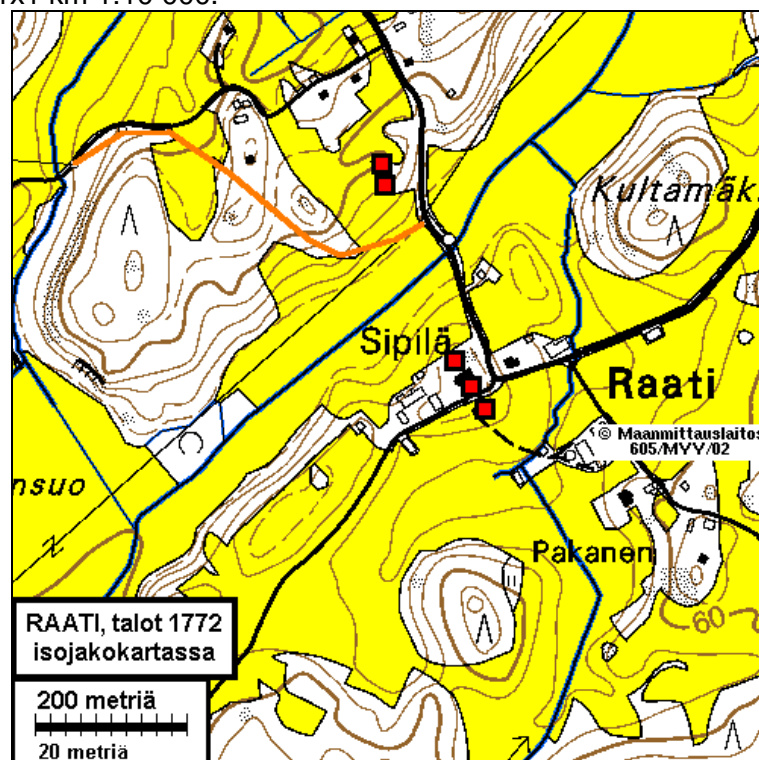 Kultamäk
Sipilä
Raati
© Maanmittauslaitos
605/MYY/02
nsuo
Pakanen
60
RAATI, talot 1772
isojakokartassa
200 metriä
20 metriä